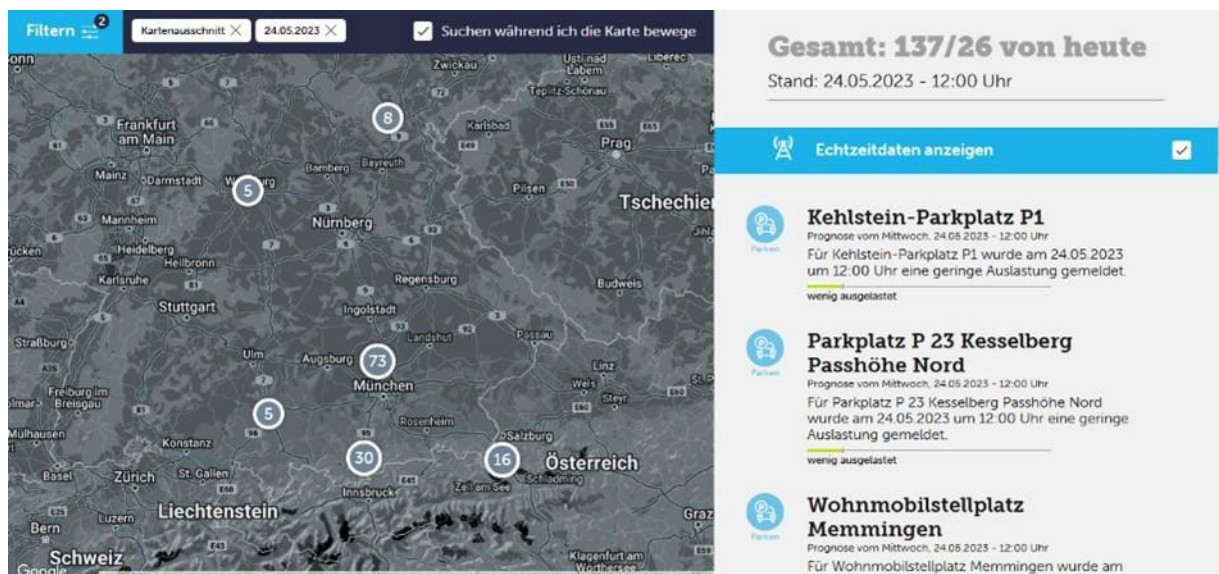 Filtern 2
Kartenausschnitt
24.05.2023
Suchen während ich die Karte bewege
Gesamt: 137/26 von heute
Stand: 24.05.2023 - 12:00 Uhr
Echtzeitdaten anzeigen
Kehlstein-Parkplatz P1
Prognose vom Mittwoch, 24.05.2023 - 12:00 Uhr
Für Kehlstein-Parkplatz P1 wurde am 24.05.2023
um 12:00 Uhr eine geringe Auslastung gemeldet.
wenig ausgelastet
Parken
Parkplatz P 23 Kesselberg
Passhöhe Nord
Prognose vom Mittwoch, 24.05.2023 - 12:00 Uhr
Für Parkplatz P 23 Kesselberg Passhöhe Nord
wurde am 24.05.2023 um 12:00 Uhr eine geringe
Auslastung gemeldet.
wenig ausgelastet
Parken
Wohnmobilstellplatz
Memmingen
Prognose vom Mittwoch, 24.05.2023 - 12:00 Uhr
Für Wohnmobilstellplatz Memmingen wurde am
Parken
Zwickau
Ústí nad
Labem
Liberec
Teplitz-Schönau
8
Frankfurt
am Main
Karlsbad
Prag
Mainz
Darmstadt
5
Bamberg
Bayreuth
Pilsen
Tschechien
Mannheim
Nürnberg
Heidelberg
Heilbronn
Karlsruhe
Regensburg
Budweis
Stuttgart
Ingolstadt
Straßburg
Landshut
Passau
Ulm
Augsburg
73
Linz
München
Wels
Steyr
Freiburg im
Breisgau
5
Rosenheim
Mülhausen
Konstanz
Salzburg
30
16
Österreich
Basel
Zürich
St. Gallen
Innsbruck
Zell am See
Schladming
Liechtenstein
Luzern
Graz
Bern
Schweiz
Klagenfurt am
Wörthersee
Google